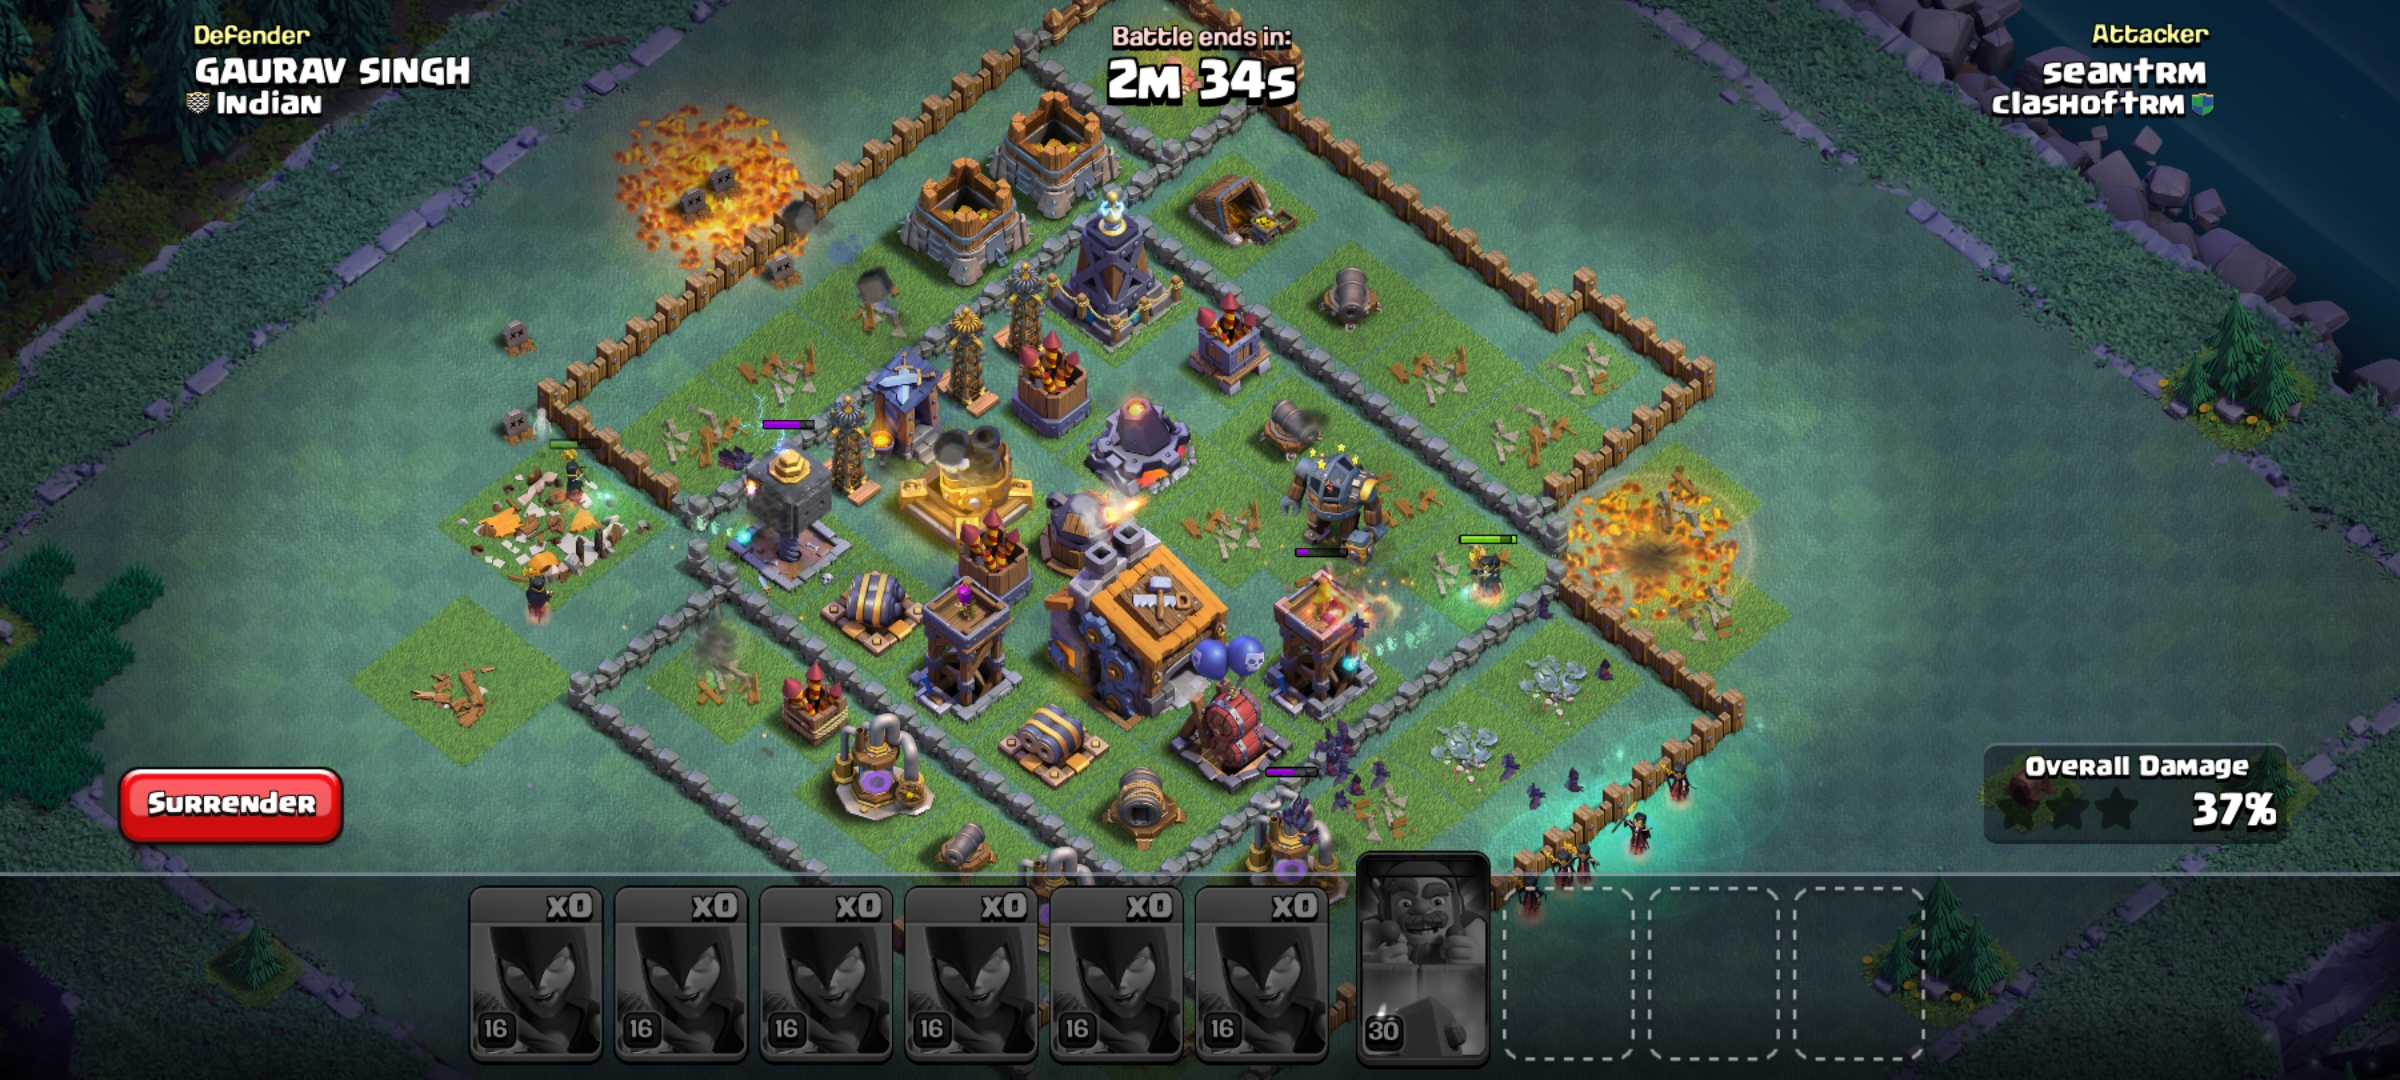 Defender
GAURAV SINGH
Indian
Battle ends in:
2M 34s
Attacker
seantRM
clashoftRM
Surrender
Overall Damage
37%
x0
x0
x0
x0
x0
x0
16
16
16
16
16
16
30